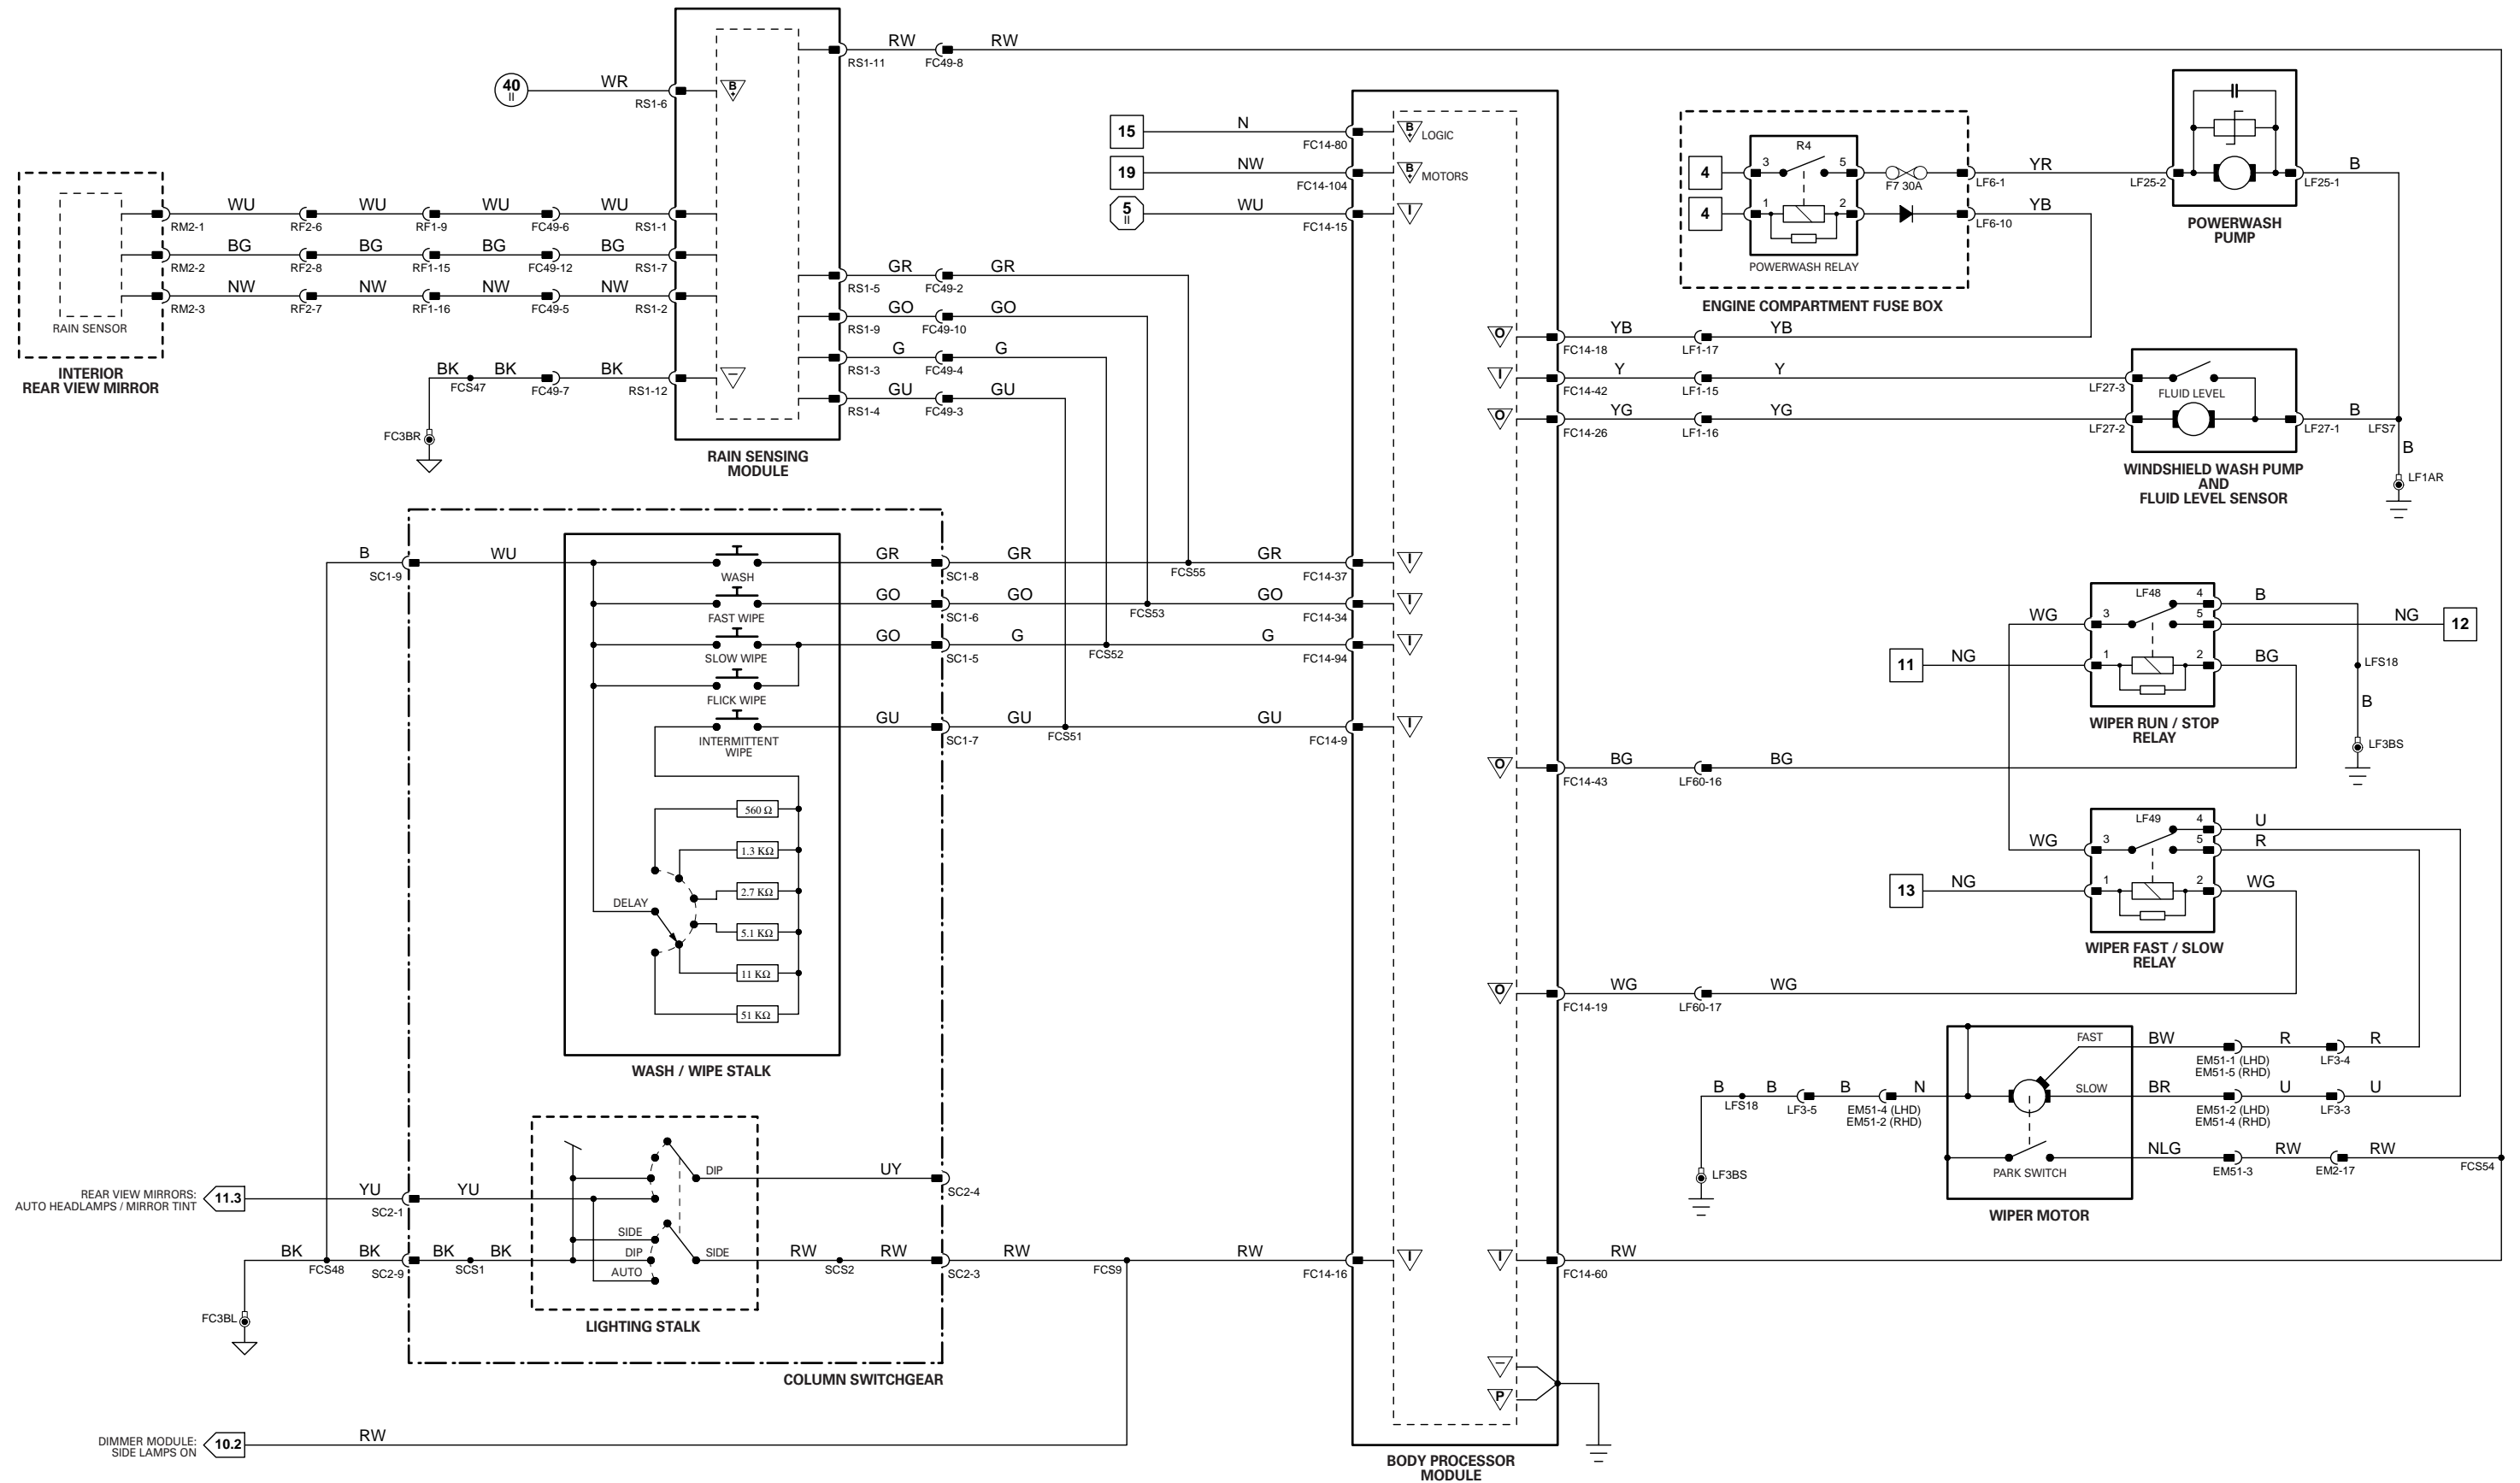 RW
RW
RS1-11
FC49-8
40
II
WR
RS1-6
B
+
WU
WU
WU
WU
RM2-1
RF2-6
RF1-9
FC49-6
RS1-1
BG
BG
BG
BG
RM2-2
RF2-8
RF1-15
FC49-12
RS1-7
NW
NW
NW
NW
RM2-3
RF2-7
RF1-16
FC49-5
RS1-2
RAIN SENSOR
INTERIOR
REAR VIEW MIRROR
BK
BK
BK
FCS47
FC49-7
RS1-12
FC3BR
GR
GR
RS1-5
FC49-2
GO
GO
RS1-9
FC49-10
G
G
RS1-3
FC49-4
GU
GU
RS1-4
FC49-3
RAIN SENSING
MODULE
15
N
FC14-80
B
+
LOGIC
19
NW
FC14-104
B
+
MOTORS
5
II
WU
FC14-15
I
4
3
R4
5
F7 30A
LF6-1
YR
LF25-2
LF25-1
B
4
1
2
LF6-10
YB
POWERWASH RELAY
ENGINE COMPARTMENT FUSE BOX
POWERWASH
PUMP
O
YB
YB
FC14-18
LF1-17
I
Y
Y
FC14-42
LF1-15
LF27-3
FLUID LEVEL
O
YG
YG
FC14-26
LF1-16
LF27-2
LF27-1
B
LFS7
B
LF1AR
WINDSHIELD WASH PUMP
AND
FLUID LEVEL SENSOR
B
SC1-9
WU
WASH
GR
SC1-8
GR
FCS55
GR
FC14-37
I
FAST WIPE
GO
SC1-6
GO
FCS53
GO
FC14-34
I
SLOW WIPE
GO
SC1-5
G
FCS52
G
FC14-94
I
FLICK WIPE
INTERMITTENT
WIPE
GU
SC1-7
GU
FCS51
GU
FC14-9
I
560 Ω
1.3 KΩ
2.7 KΩ
DELAY
5.1 KΩ
11 KΩ
51 KΩ
WASH / WIPE STALK
WG
3
LF48
4
5
B
NG
12
11
NG
1
2
BG
LFS18
B
LF3BS
WIPER RUN / STOP
RELAY
O
BG
BG
FC14-43
LF60-16
WG
3
LF49
4
5
U
R
13
NG
1
2
WG
WIPER FAST / SLOW
RELAY
O
WG
WG
FC14-19
LF60-17
FAST
BW
R
R
EM51-1 (LHD)
EM51-5 (RHD)
LF3-4
B
B
B
N
LFS18
LF3-5
EM51-4 (LHD)
EM51-2 (RHD)
SLOW
BR
U
U
EM51-2 (LHD)
EM51-4 (RHD)
LF3-3
LF3BS
PARK SWITCH
NLG
RW
RW
EM51-3
EM2-17
FCS54
WIPER MOTOR
REAR VIEW MIRRORS:
AUTO HEADLAMPS / MIRROR TINT
11.3
YU
SC2-1
YU
DIP
UY
SC2-4
BK
FCS48
BK
SC2-9
BK
SCS1
BK
SIDE
DIP
AUTO
SIDE
RW
SCS2
RW
SC2-3
RW
FCS9
RW
FC14-16
I
I
FC14-60
RW
FC3BL
LIGHTING STALK
COLUMN SWITCHGEAR
P
DIMMER MODULE:
SIDE LAMPS ON
10.2
RW
BODY PROCESSOR
MODULE